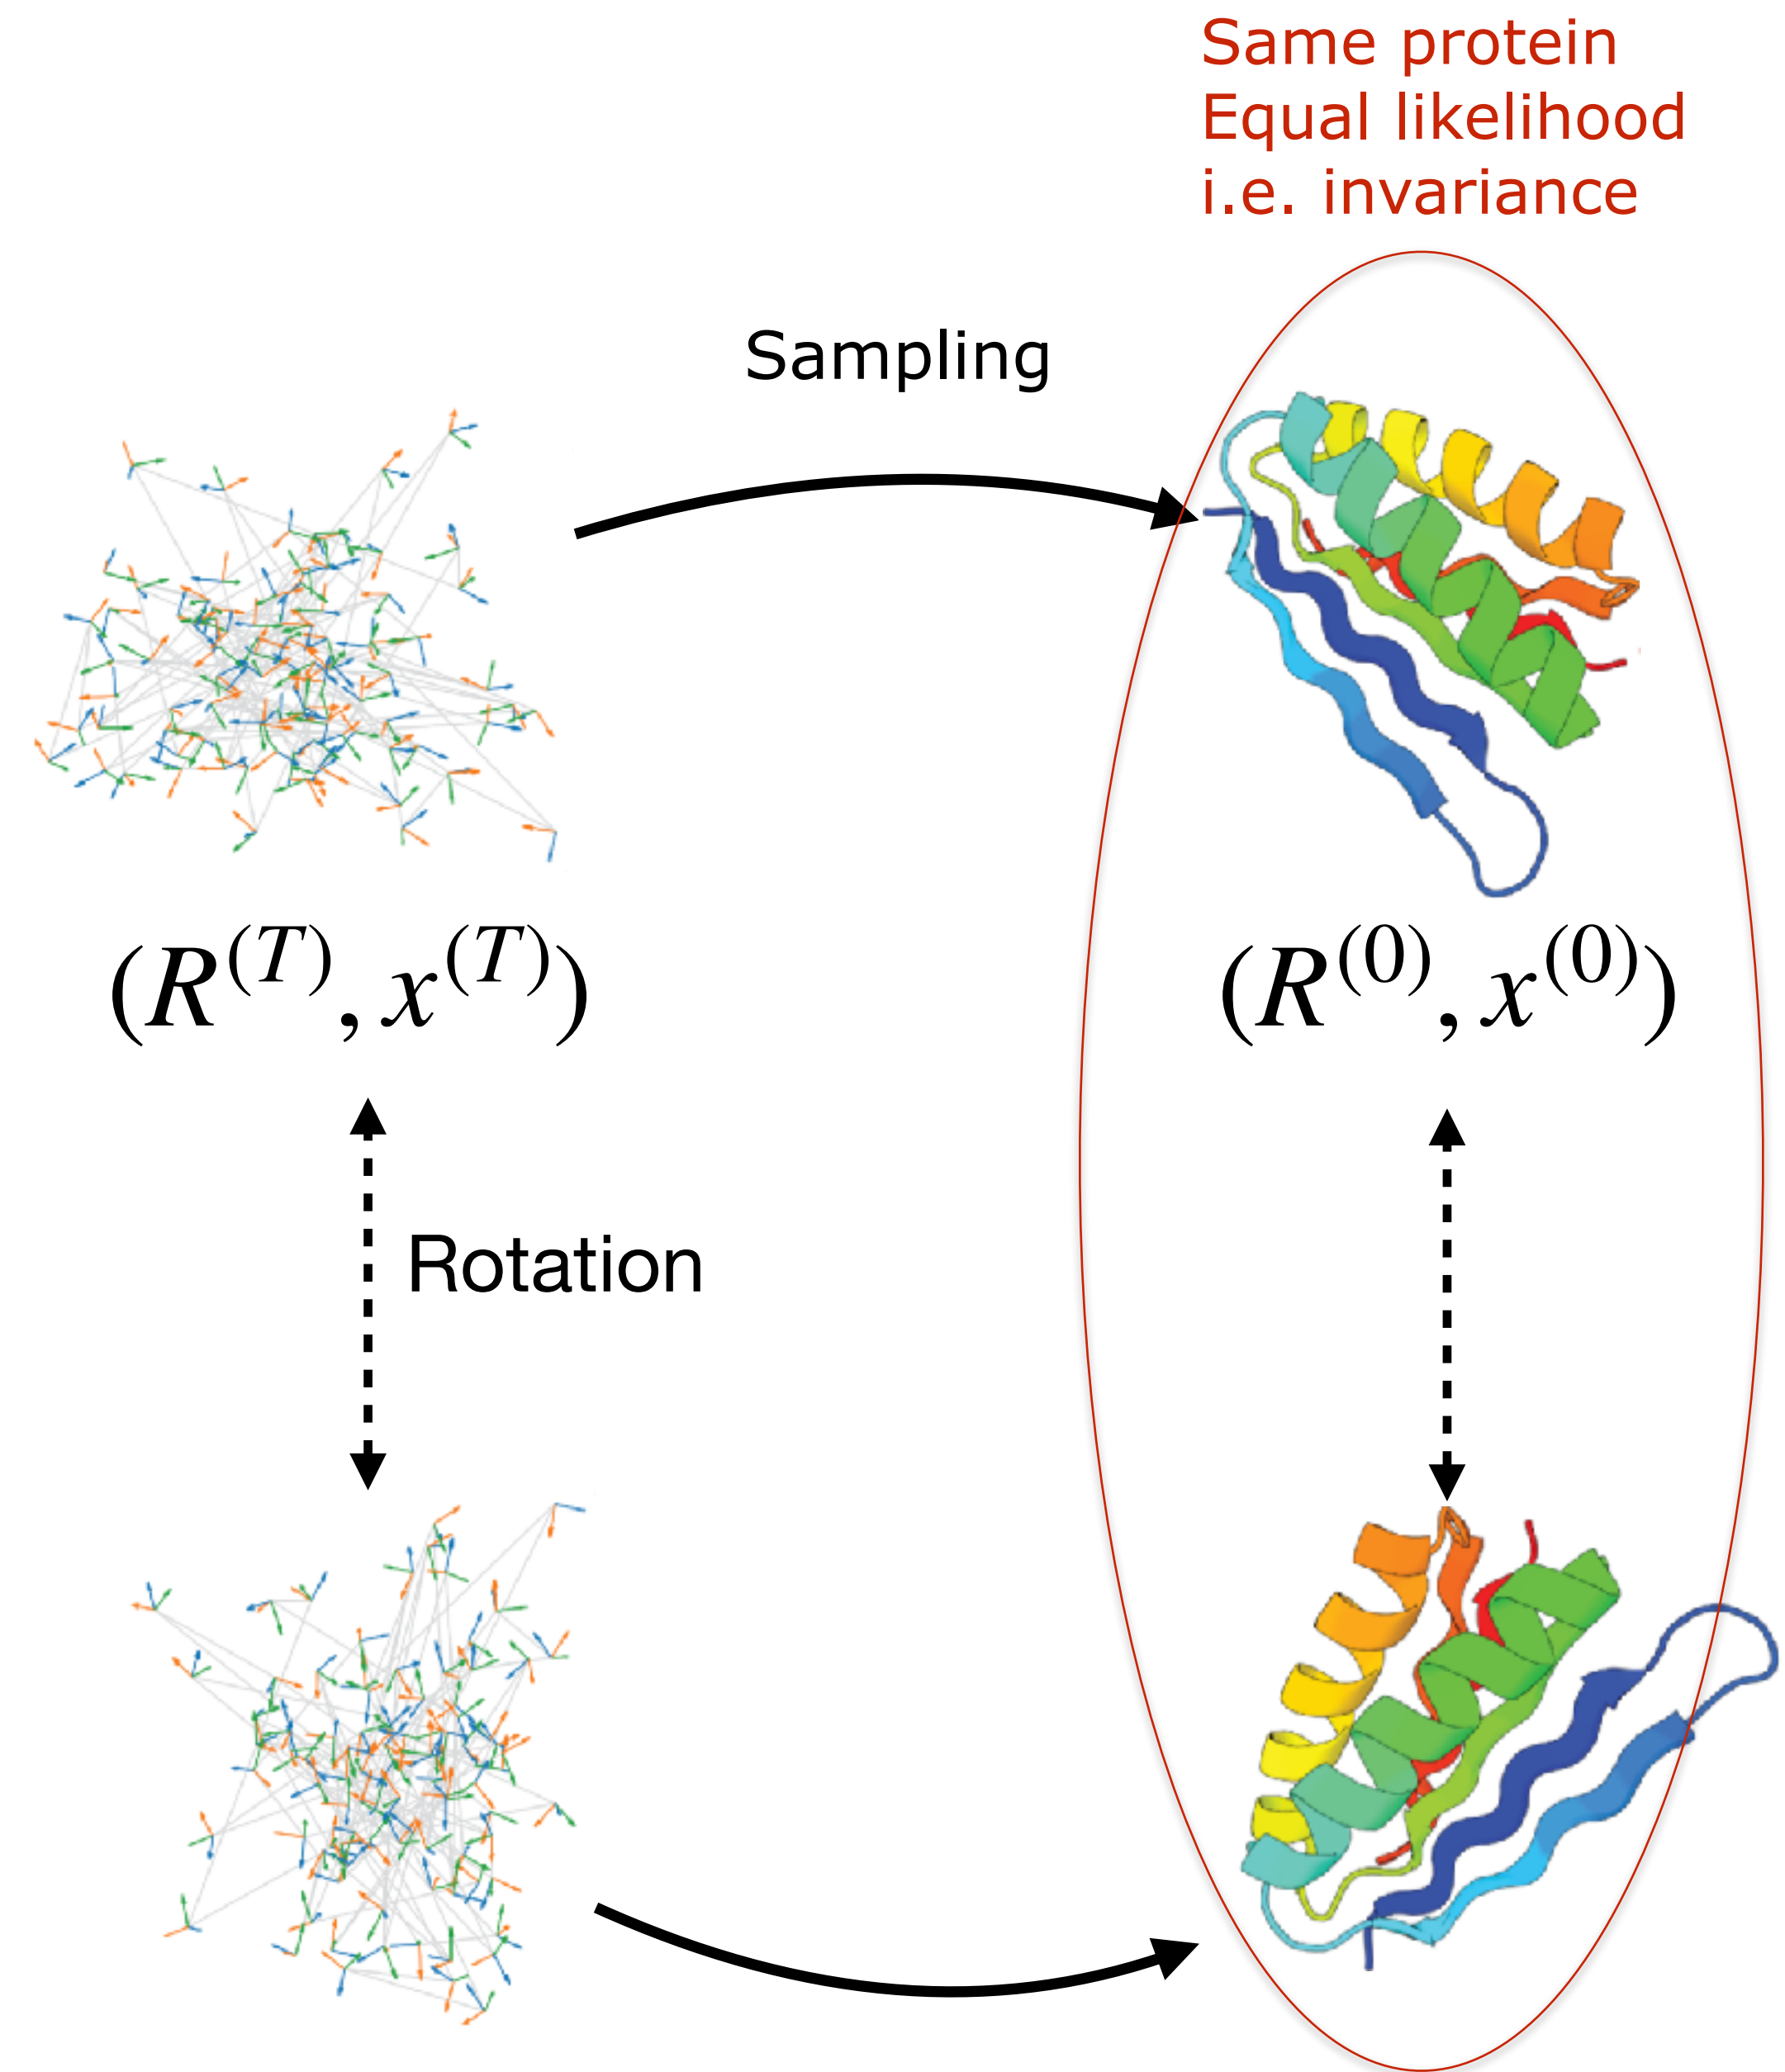 Same protein
Equal likelihood
i.e. invariance
Sampling
(R^{(T)}, x^{(T)})
(R^{(0)}, x^{(0)})
Rotation